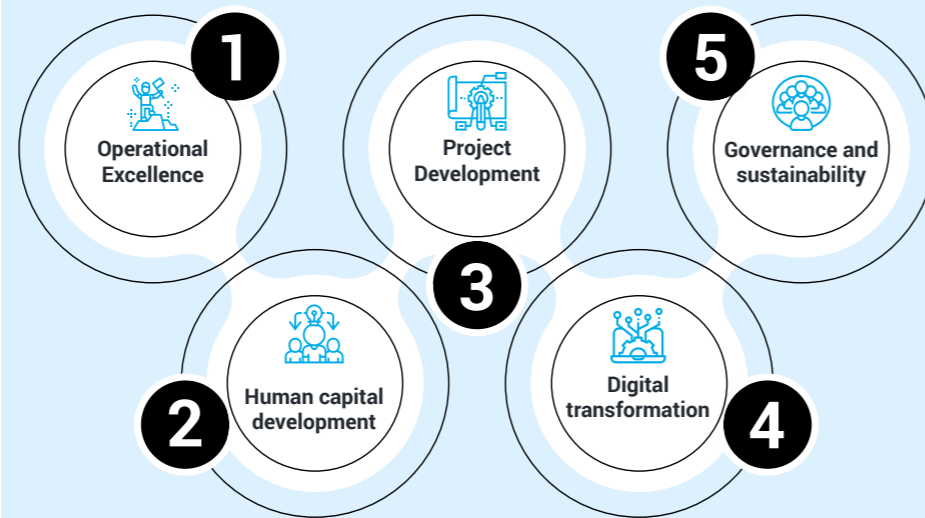 1
Operational
Excellence
2
Human capital
development
3
Project
Development
4
Digital
transformation
5
Governance and
sustainability